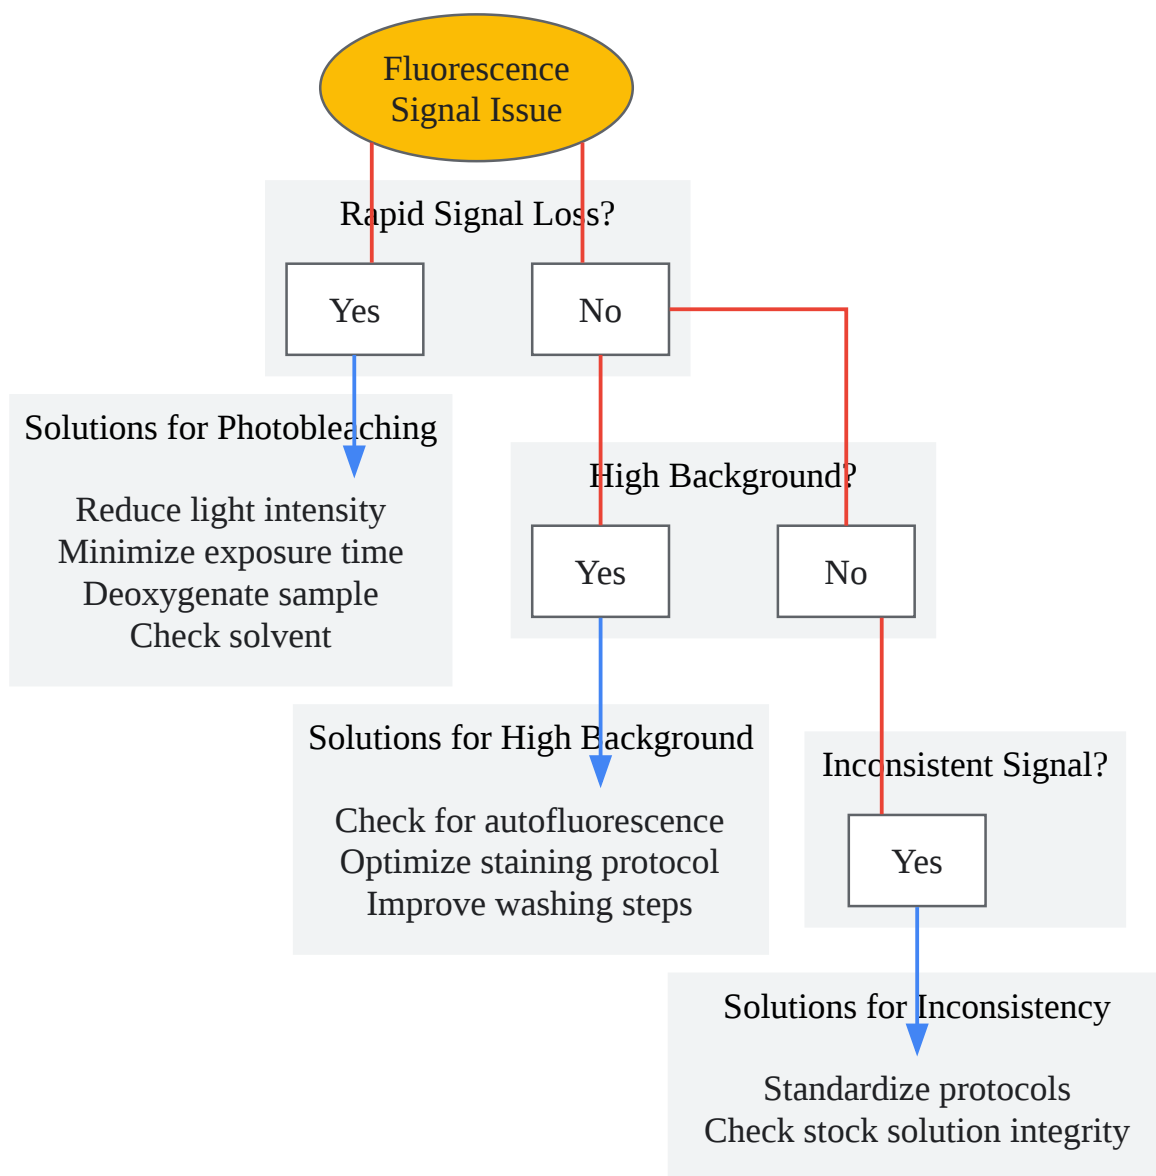 Fluorescence
Signal Issue
Rapid Signal Loss?
Yes
No
Solutions for Photobleaching
Reduce light intensity
Minimize exposure time
Deoxygenate sample
Check solvent
High Background?
Yes
No
Solutions for High Background
Check for autofluorescence
Optimize staining protocol
Improve washing steps
Inconsistent Signal?
Yes
Solutions for Inconsistency
Standardize protocols
Check stock solution integrity